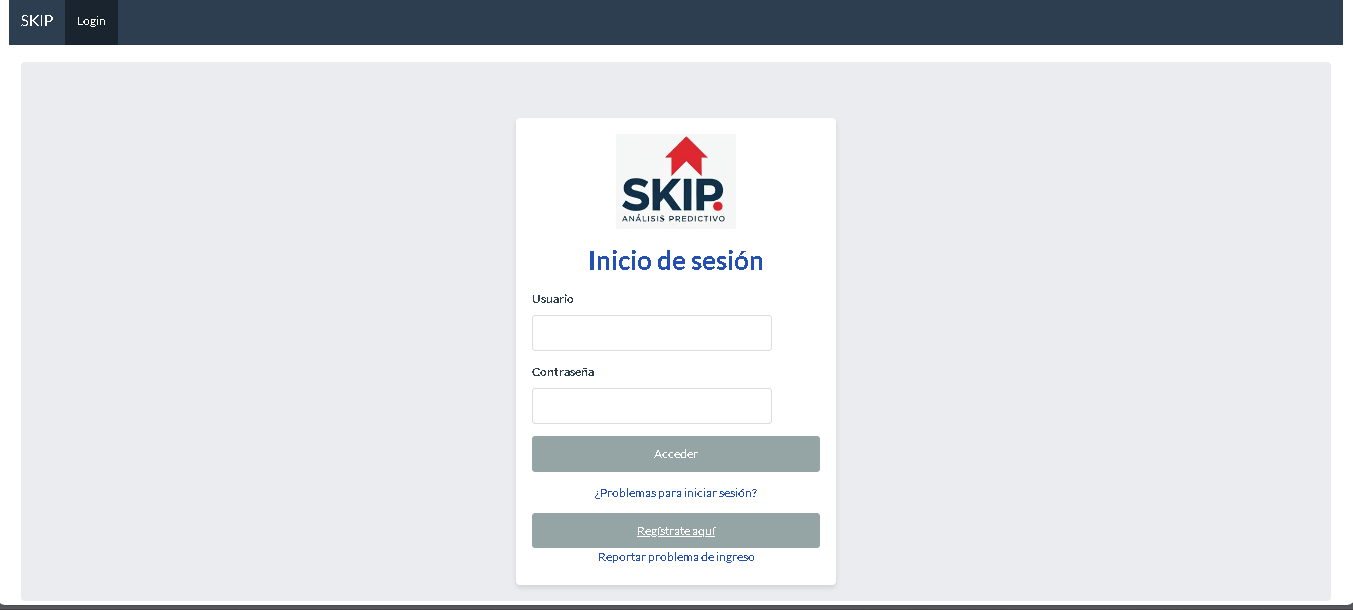 SKIP Login
SKIP.
ANÁLISIS PREDICTIVO
Inicio de sesión
Usuario
Contraseña
Acceder
¿Problemas para iniciar sesión?
Regístrate aquí
Reportar problema de ingreso